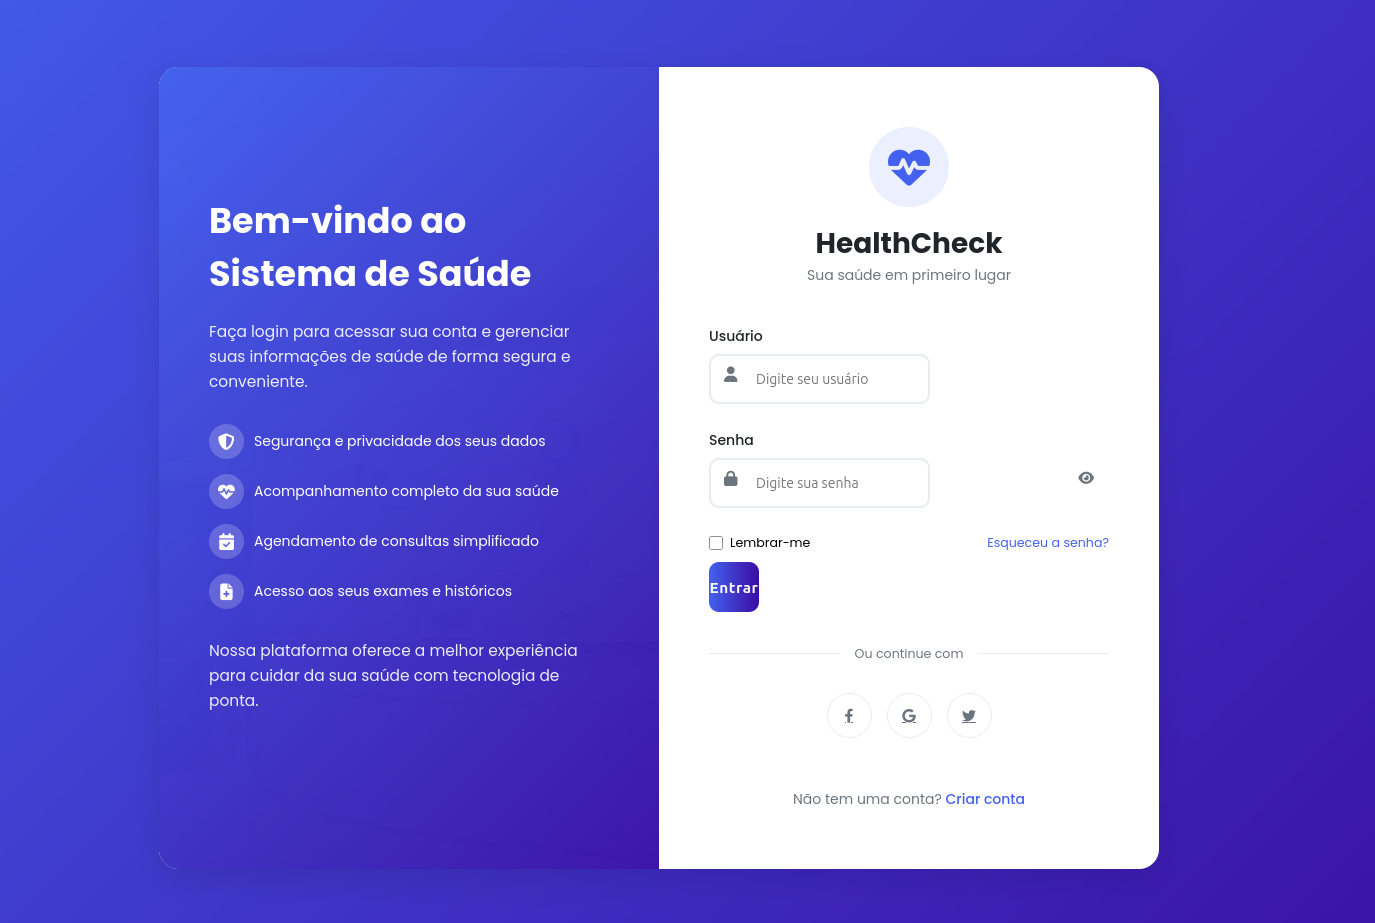 Bem-vindo ao
Sistema de Saúde
Faça login para acessar sua conta e gerenciar
suas informações de saúde de forma segura e
conveniente.
Segurança e privacidade dos seus dados
Acompanhamento completo da sua saúde
Agendamento de consultas simplificado
Acesso aos seus exames e históricos
Nossa plataforma oferece a melhor experiência
para cuidar da sua saúde com tecnologia de
ponta.
HealthCheck
Sua saúde em primeiro lugar
Usuário
Digite seu usuário
Senha
Digite sua senha
Lembrar-me
Esqueceu a senha?
Entrar
Ou continue com
Não tem uma conta? Criar conta